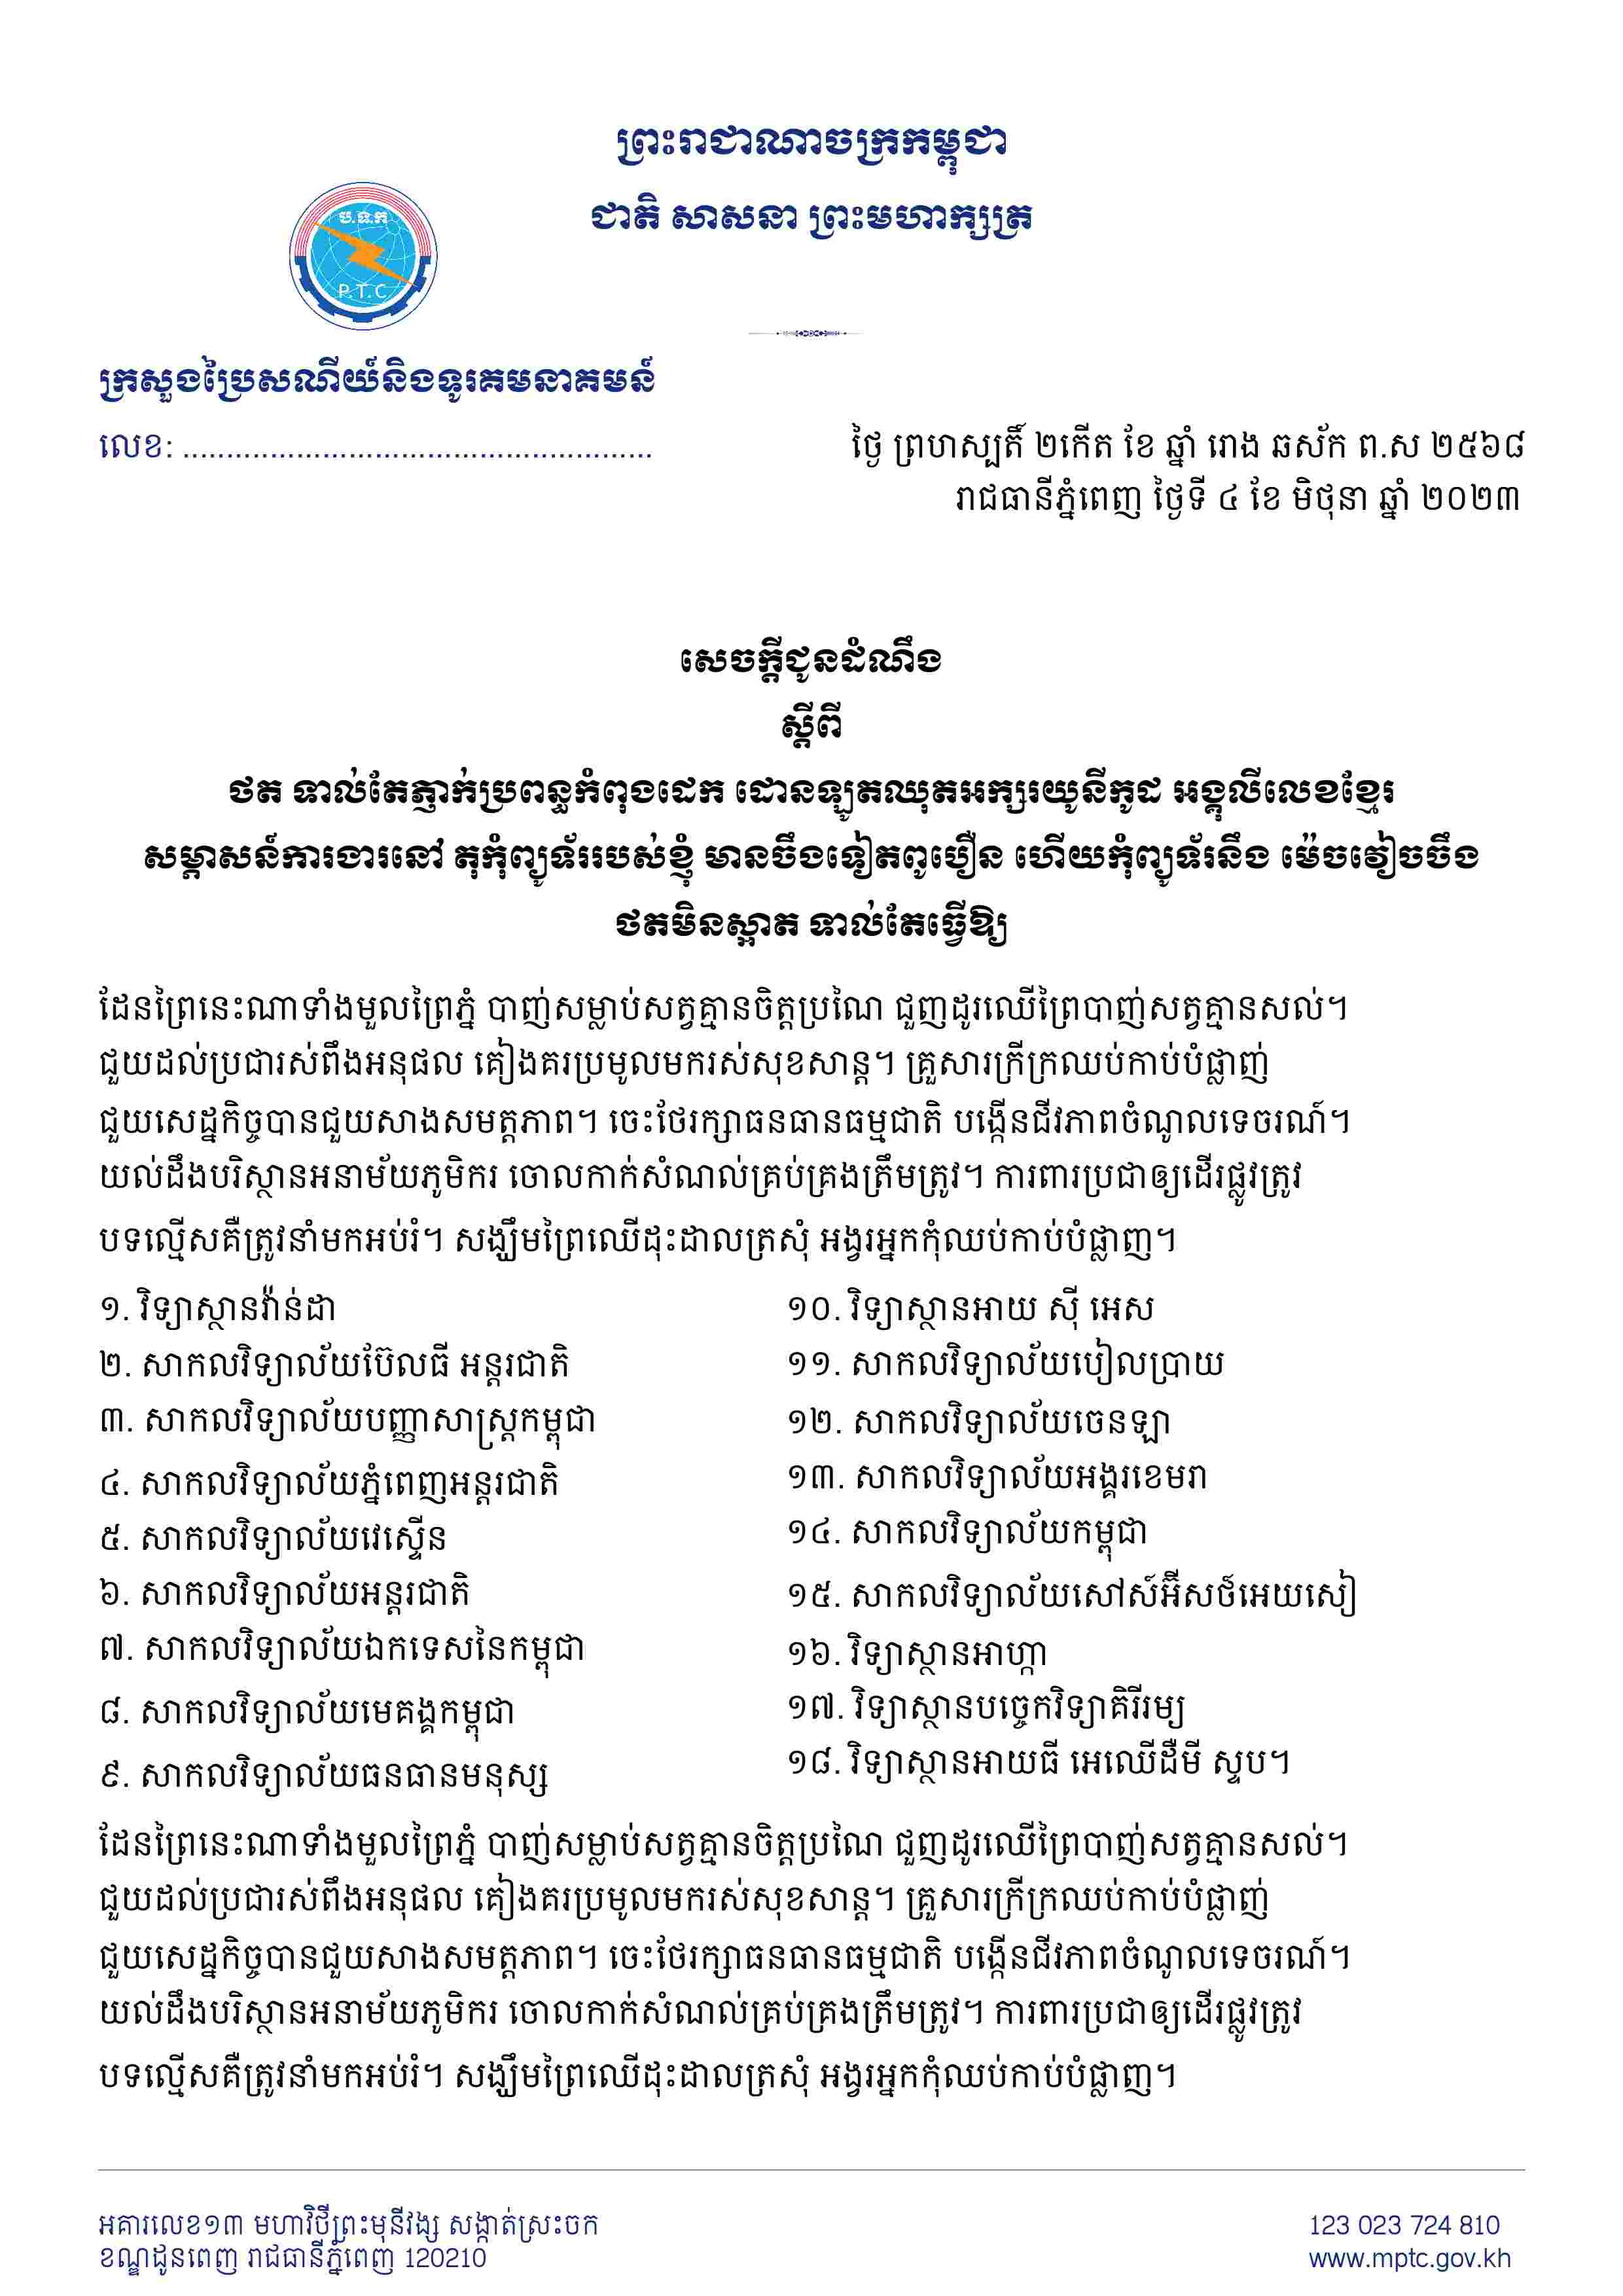 ព្រះរាជាណាចក្រកម្ពុជា
ជាតិ សាសនា ព្រះមហាក្សត្រ
ប.ទ.ក
P.T.C
ក្រសួងប្រៃសណីយ៍និងទូរគមនាគមន៍
លេខ: ......................................................
ថ្ងៃ ព្រហស្បតិ៍ ២កើត ខែ ឆ្នាំ រោង ឆស័ក ព.ស ២៥៦៨
រាជធានីភ្នំពេញ ថ្ងៃទី ៤ ខែ មិថុនា ឆ្នាំ ២០២៣
សេចក្តីជូនដំណឹង
ស្តីពី
ថត ទាល់តែភ្ញាក់ប្រពន្ធកំពុងដេក ដោនឡូតឈុតអក្សរយូនីកូដ អង្គុលីលេខខ្មែរ
សម្ភាសន៍ការងារនៅ តុកុំព្យូទ័ររបស់ខ្ញុំ មានចឹងទៀតពូបឿន ហើយកុំព្យូទ័រនឹង ម៉េចវៀចចឹង
ថតមិនស្អាត ទាល់តែធ្វើឱ្យ
ដែនព្រៃនេះណាទាំងមួលព្រៃភ្នំ បាញ់សម្លាប់សត្វគ្មានចិត្តប្រណៃ ជួញដូរឈើព្រៃបាញ់សត្វគ្មានសល់។
ជួយដល់ប្រជារស់ពឹងអនុផល គៀងគរប្រមូលមករស់សុខសាន្ត។ គ្រួសារក្រីក្រឈប់កាប់បំផ្លាញ់
ជួយសេដ្ឋកិច្ចបានជួយសាងសមត្តភាព។ ចេះថែរក្សាធនធានធម្មជាតិ បង្កើនជីវភាពចំណូលទេចរណ៍។
យល់ដឹងបរិស្ថានអនាម័យភូមិករ ចោលកាក់សំណល់គ្រប់គ្រងត្រឹមត្រូវ។ ការពារប្រជាឲ្យដើរផ្លូវត្រូវ
បទល្មើសគឺត្រូវនាំមកអប់រំ។ សង្ឃឹមព្រៃឈើដុះដាលត្រសុំ អង្វរអ្នកកុំឈប់កាប់បំផ្លាញ។
១. វិទ្យាស្ថានវ៉ាន់ដា
២. សាកលវិទ្យាល័យប៊ែលធី អន្តរជាតិ
៣. សាកលវិទ្យាល័យបញ្ញាសាស្ត្រកម្ពុជា
៤. សាកលវិទ្យាល័យភ្នំពេញអន្តរជាតិ
៥. សាកលវិទ្យាល័យវេស្ទើន
៦. សាកលវិទ្យាល័យអន្តរជាតិ
៧. សាកលវិទ្យាល័យឯកទេសនៃកម្ពុជា
៨. សាកលវិទ្យាល័យមេគង្គកម្ពុជា
៩. សាកលវិទ្យាល័យធនធានមនុស្ស
១០. វិទ្យាស្ថានអាយ ស៊ី អេស
១១. សាកលវិទ្យាល័យបៀលប្រាយ
១២. សាកលវិទ្យាល័យចេនឡា
១៣. សាកលវិទ្យាល័យអង្គរខេមរា
១៤. សាកលវិទ្យាល័យកម្ពុជា
១៥. សាកលវិទ្យាល័យសៅស៍អ៊ីសថ៍អេយសៀ
១៦. វិទ្យាស្ថានអាហ្កា
១៧. វិទ្យាស្ថានបច្ចេកវិទ្យាគិរីរម្យ
១៨. វិទ្យាស្ថានអាយធី អេឈើដឺមី ស្ទប។
ដែនព្រៃនេះណាទាំងមួលព្រៃភ្នំ បាញ់សម្លាប់សត្វគ្មានចិត្តប្រណៃ ជួញដូរឈើព្រៃបាញ់សត្វគ្មានសល់។
ជួយដល់ប្រជារស់ពឹងអនុផល គៀងគរប្រមូលមករស់សុខសាន្ត។ គ្រួសារក្រីក្រឈប់កាប់បំផ្លាញ់
ជួយសេដ្ឋកិច្ចបានជួយសាងសមត្តភាព។ ចេះថែរក្សាធនធានធម្មជាតិ បង្កើនជីវភាពចំណូលទេចរណ៍។
យល់ដឹងបរិស្ថានអនាម័យភូមិករ ចោលកាក់សំណល់គ្រប់គ្រងត្រឹមត្រូវ។ ការពារប្រជាឲ្យដើរផ្លូវត្រូវ
បទល្មើសគឺត្រូវនាំមកអប់រំ។ សង្ឃឹមព្រៃឈើដុះដាលត្រសុំ អង្វរអ្នកកុំឈប់កាប់បំផ្លាញ។
អគារលេខ១៣ មហាវិថីព្រះមុនីវង្ស សង្កាត់ស្រះចក
ខណ្ឌដូនពេញ រាជធានីភ្នំពេញ 120210
123 023 724 810
www.mptc.gov.kh